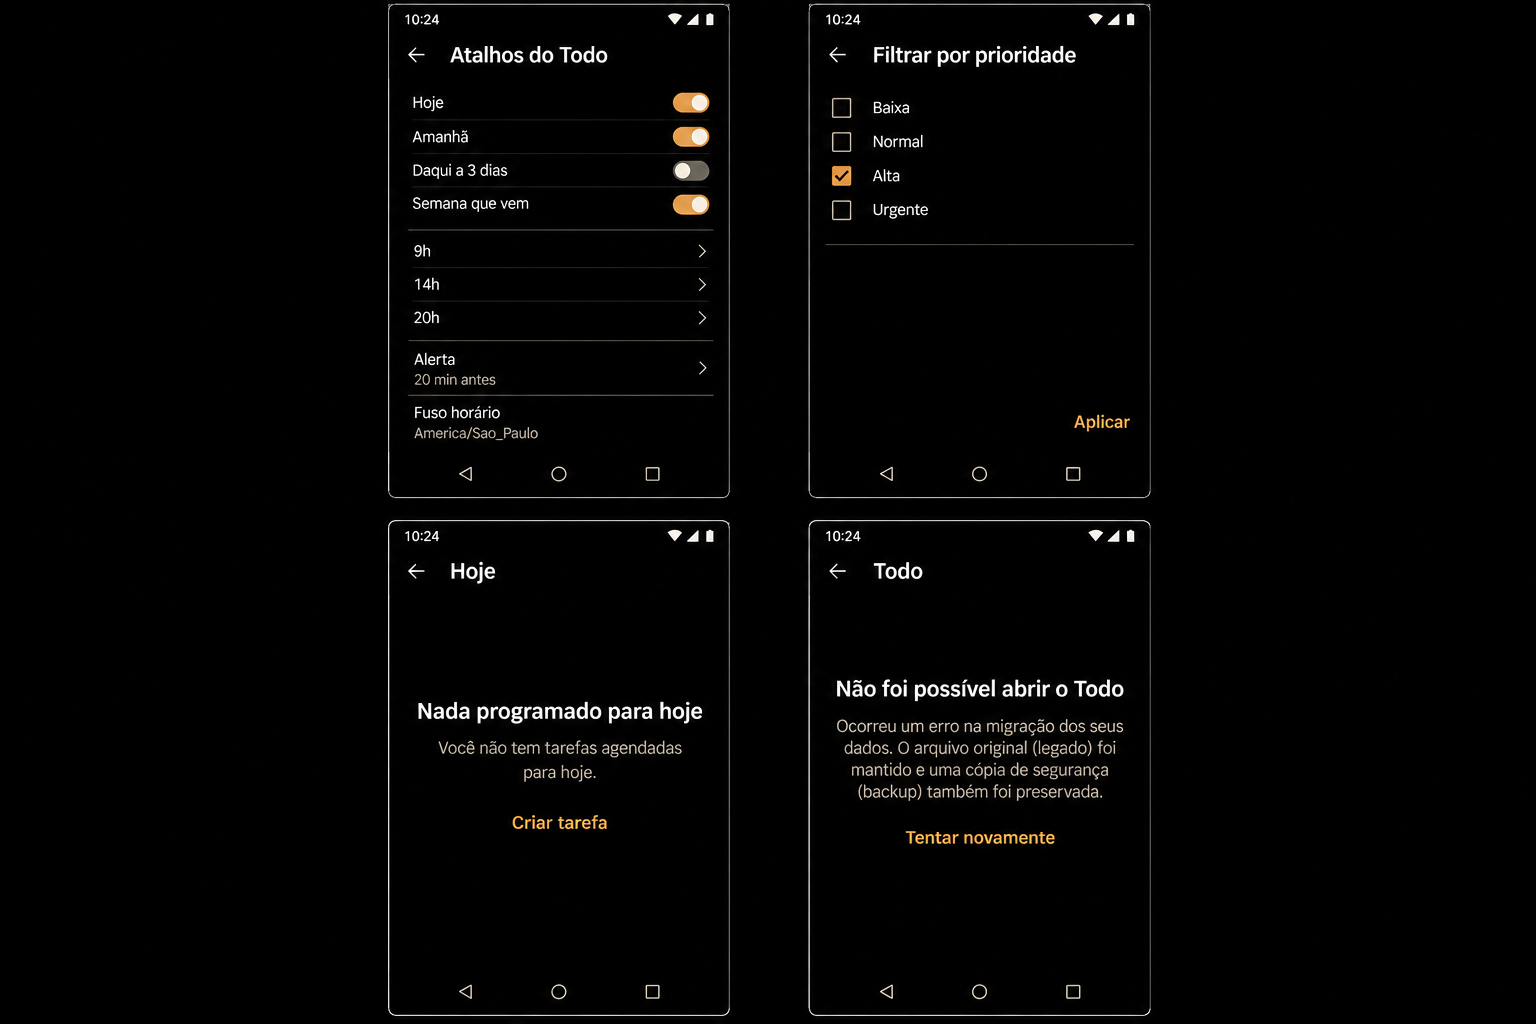 10:24
Atalhos do Todo
Hoje
Amanhã
Daqui a 3 dias
Semana que vem
9h
14h
20h
Alerta
20 min antes
Fuso horário
America/Sao_Paulo
10:24
Filtrar por prioridade
Baixa
Normal
Alta
Urgente
Aplicar
10:24
Hoje
Nada programado para hoje
Você não tem tarefas agendadas
para hoje.
Criar tarefa
10:24
Todo
Não foi possível abrir o Todo
Ocorreu um erro na migração dos seus
dados. O arquivo original (legado) foi
mantido e uma cópia de segurança
(backup) também foi preservada.
Tentar novamente